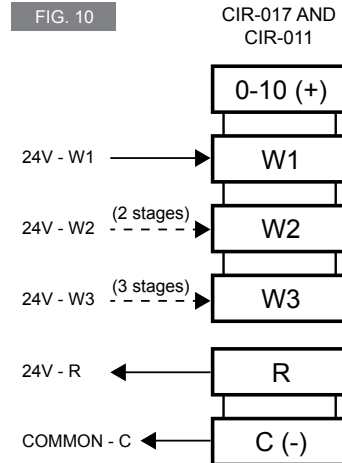 FIG. 10
CIR-017 AND
CIR-011
0-10 (+)
24V - W1
W1
24V - W2
(2 stages)
W2
24V - W3
(3 stages)
W3
24V - R
R
COMMON - C
C (-)